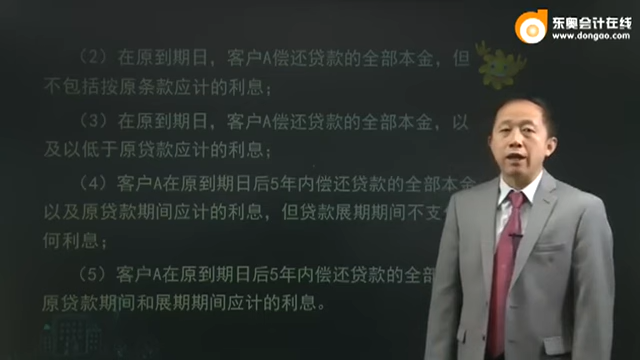 东奥会计在线
www.dongao.com
（2）在原到期日，客户A偿还贷款的全部本金，但
不包括按原条款应计的利息；
（3）在原到期日，客户A偿还贷款的全部本金，以
及以低于原贷款应计的利息；
（4）客户A在原到期日后5年内偿还贷款的全部本金
以及原贷款期间应计的利息，但贷款展期期间不支
何利息；
（5）客户A在原到期日后5年内偿还贷款的全部
原贷款期间和展期期间应计的利息。